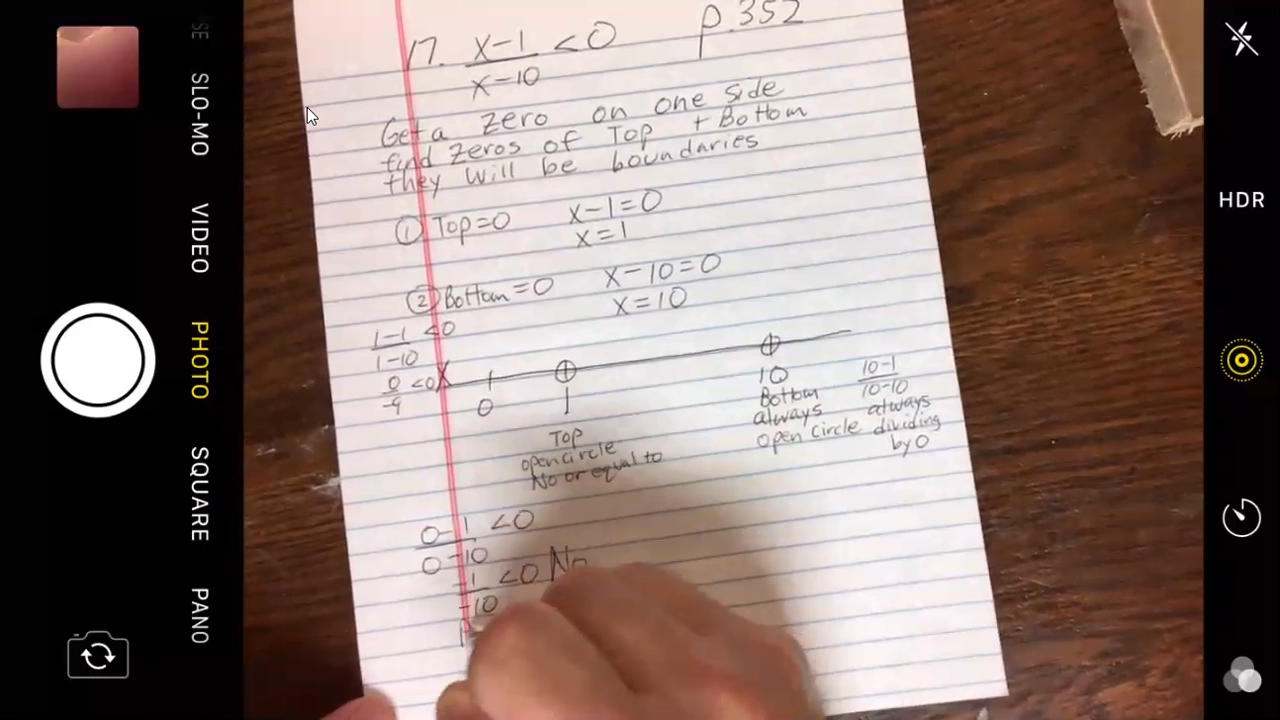 SE
SLO-MO
VIDEO
PHOTO
SQUARE
PANO
HDR
17. x-1/x-10 <0 p.352
Get a zero on one side
find zeros of Top + Bottom
they will be boundaries
① Top=0 x-1=0
x=1
② Bottom=0 x-10=0
x=10
1-1/1-10 <0
0/-9 <0
0 1 10
Top
open circle
No or equal to
Bottom
always
open circle
10-1/10-10
always
dividing
by 0
0-1/0-10 <0
-1/-10 <0 No